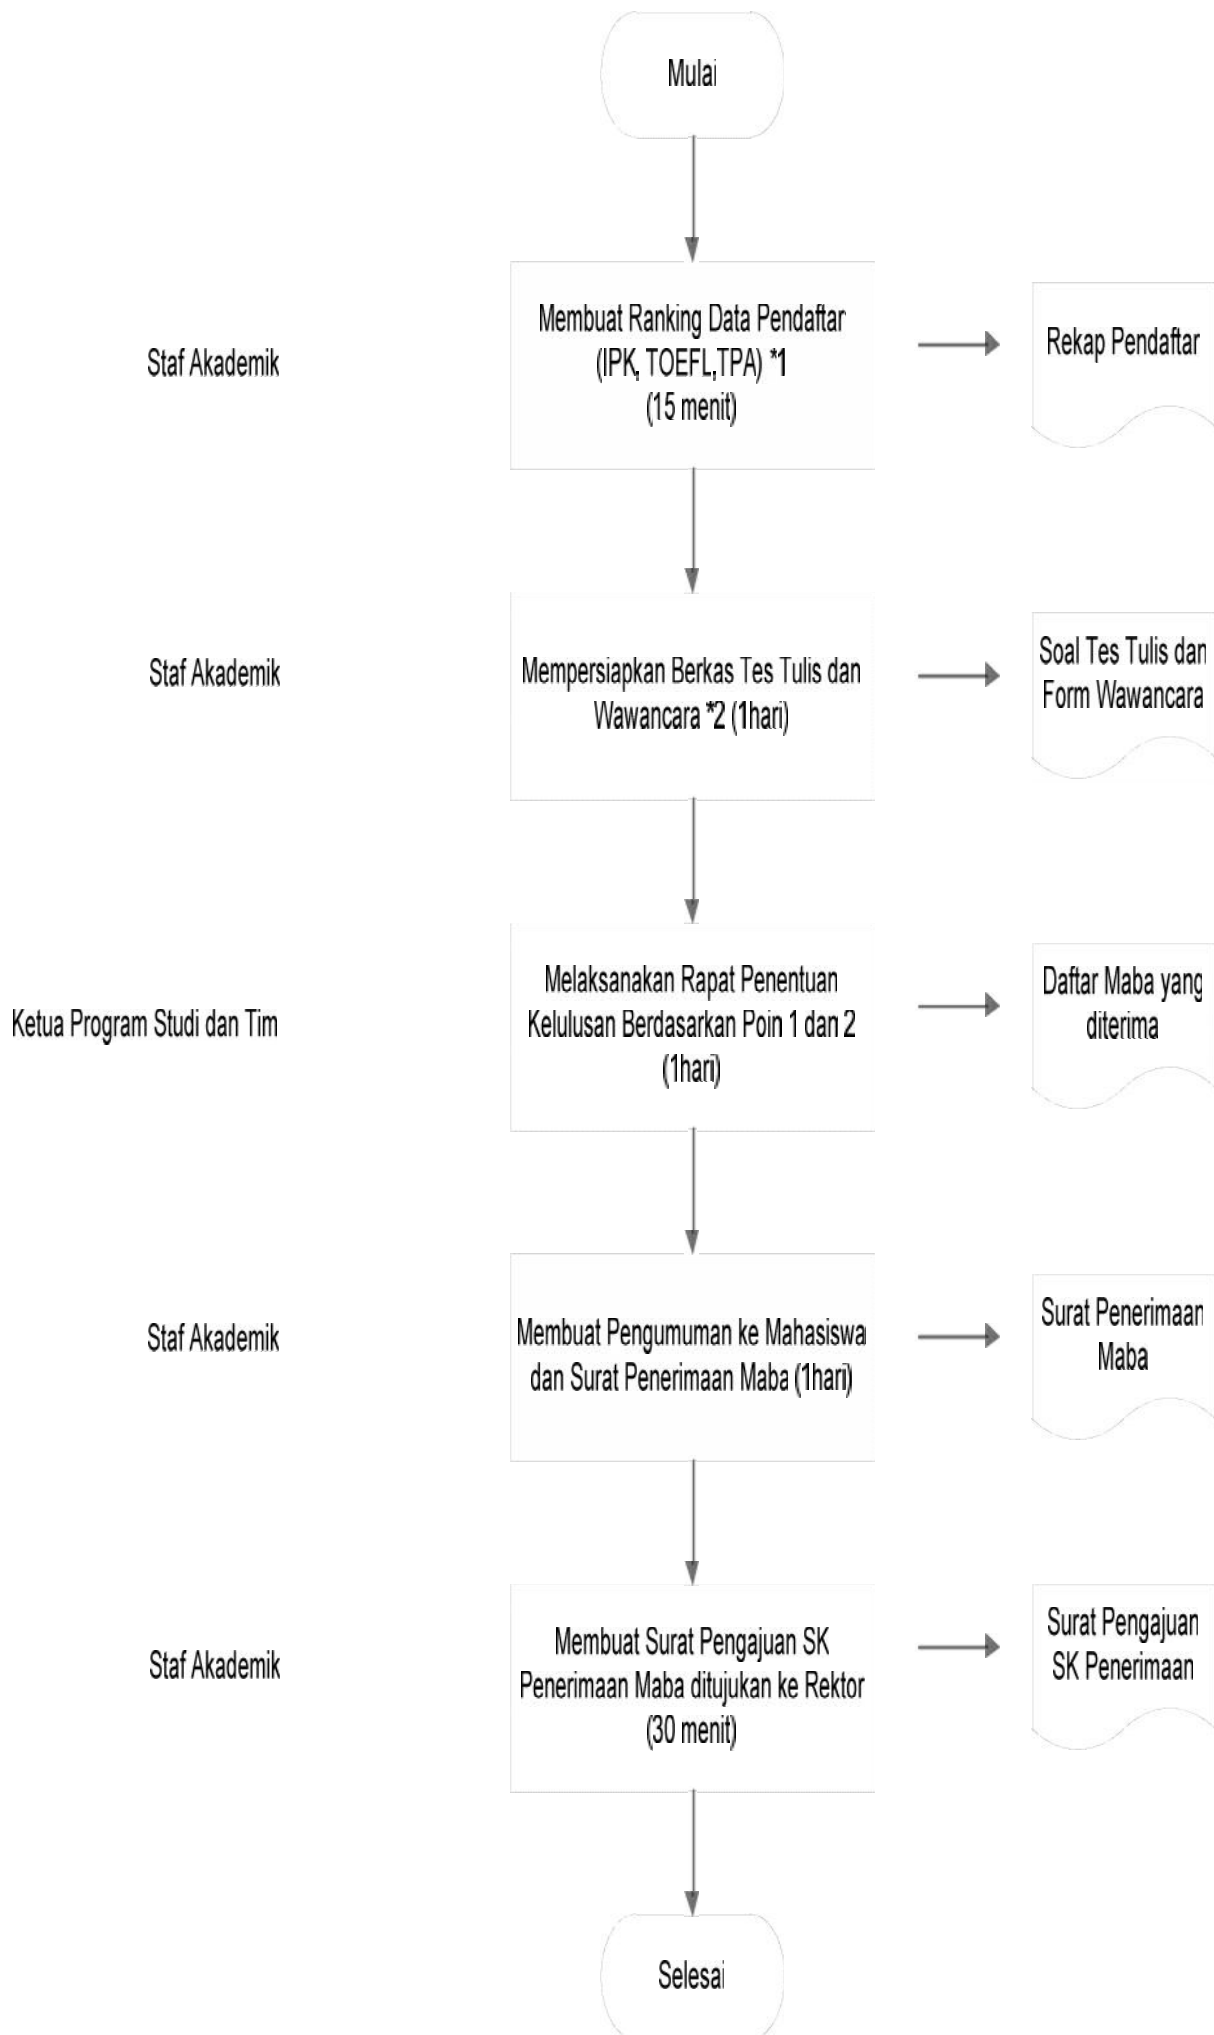 Mulai
Staf Akademik
Membuat Ranking Data Pendaftar
(IPK, TOEFL,TPA) *1
(15 menit)
Rekap Pendaftar
Staf Akademik
Mempersiapkan Berkas Tes Tulis dan
Wawancara *2 (1hari)
Soal Tes Tulis dan
Form Wawancara
Ketua Program Studi dan Tim
Melaksanakan Rapat Penentuan
Kelulusan Berdasarkan Poin 1 dan 2
(1hari)
Daftar Maba yang
diterima
Staf Akademik
Membuat Pengumuman ke Mahasiswa
dan Surat Penerimaan Maba (1hari)
Surat Penerimaan
Maba
Staf Akademik
Membuat Surat Pengajuan SK
Penerimaan Maba ditujukan ke Rektor
(30 menit)
Surat Pengajuan
SK Penerimaan
Selesai